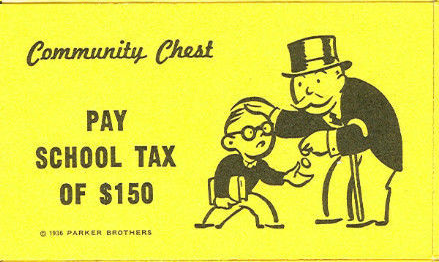 Community Chest
PAY
SCHOOL TAX
OF $150
© 1936 PARKER BROTHERS